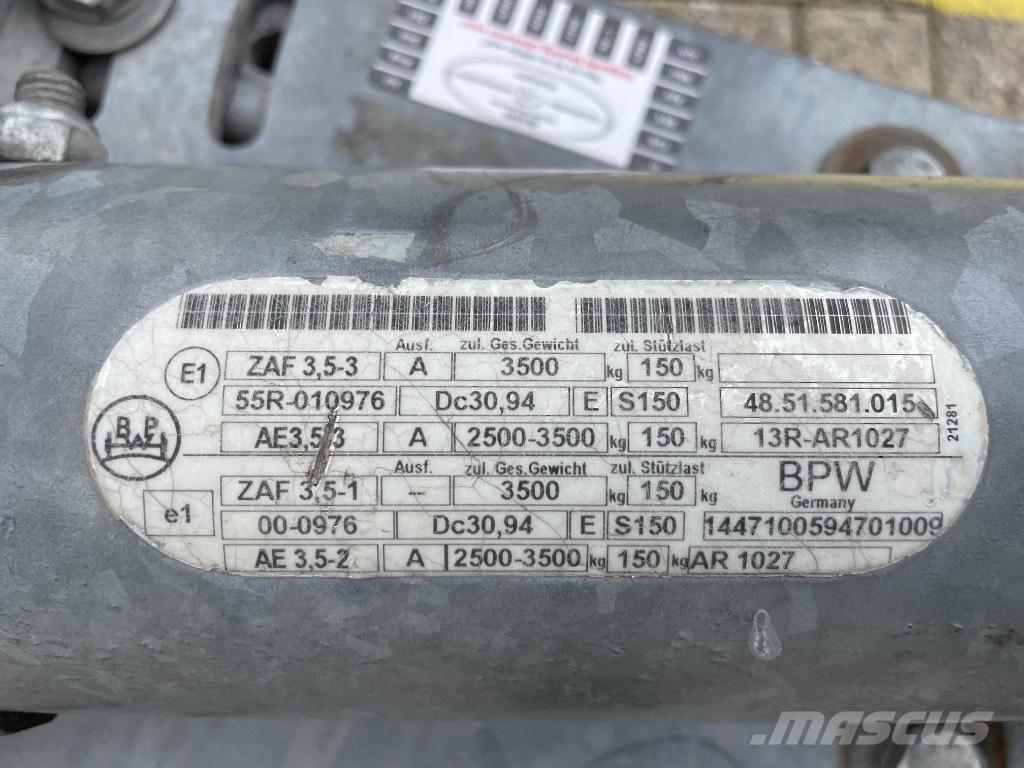 Ausf. zul. Ges.Gewicht zul. Stützlast
E1 ZAF 3,5-3 A 3500 kg 150 kg
55R-010976 Dc30,94 E S150 48.51.581.015
AE3,5-3 A 2500-3500 kg 150 kg 13R-AR1027
21281
BPW
Ausf. zul. Ges.Gewicht zul. Stützlast BPW
e1 ZAF 3,5-1 --- 3500 kg 150 kg Germany
00-0976 Dc30,94 E S150 1447100594701009
AE 3,5-2 A 2500-3500 kg 150 kg AR 1027
MASCUS